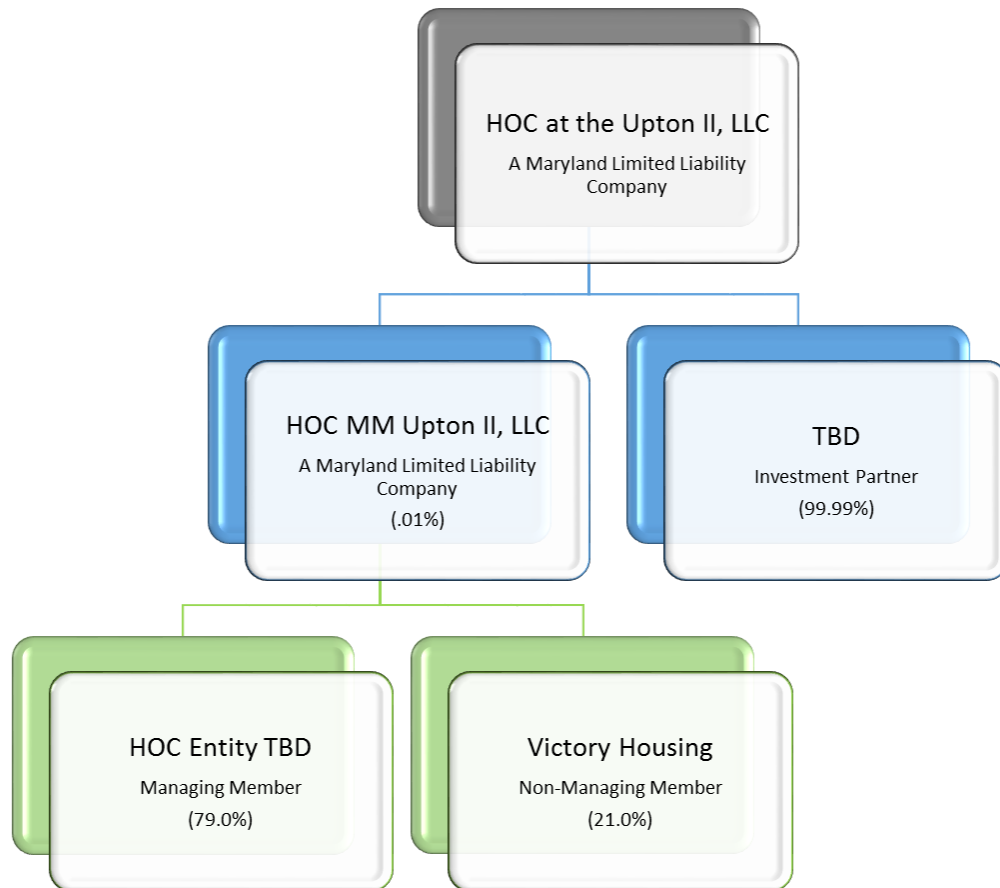 HOC at the Upton II, LLC
A Maryland Limited Liability
Company
HOC MM Upton II, LLC
A Maryland Limited Liability
Company
(.01%)
TBD
Investment Partner
(99.99%)
HOC Entity TBD
Managing Member
(79.0%)
Victory Housing
Non-Managing Member
(21.0%)